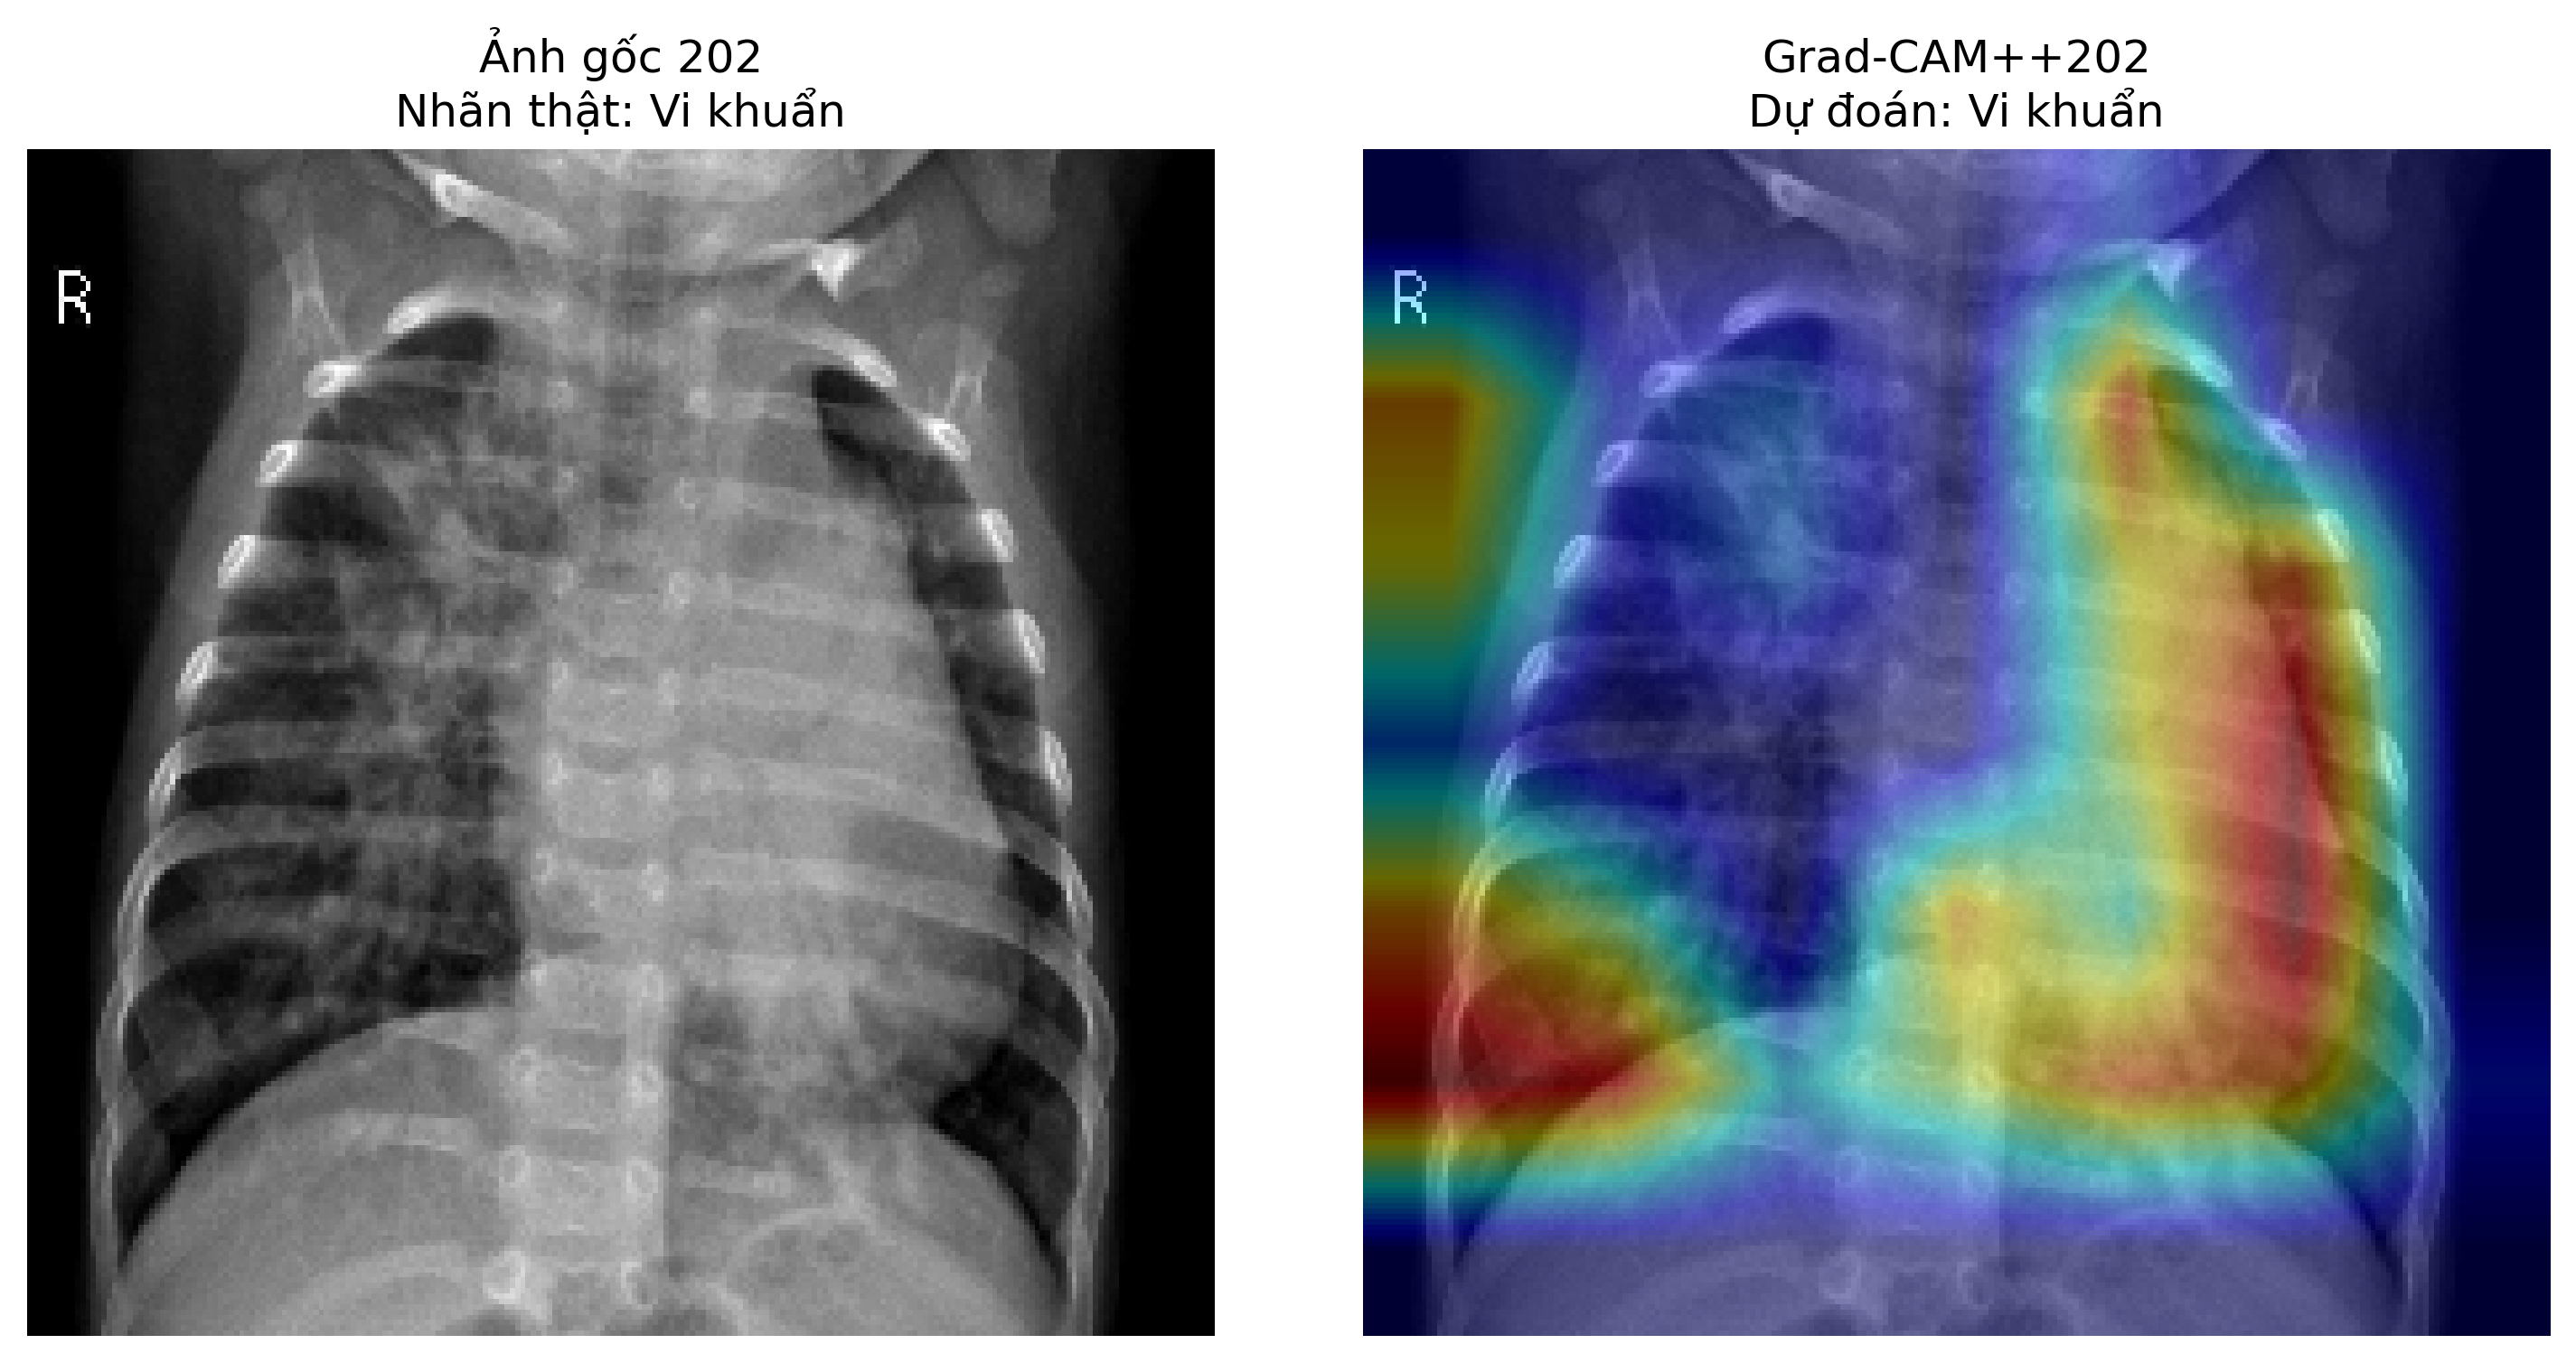 Ảnh gốc 202
Nhãn thật: Vi khuẩn
Grad-CAM++202
Dự đoán: Vi khuẩn
R
R